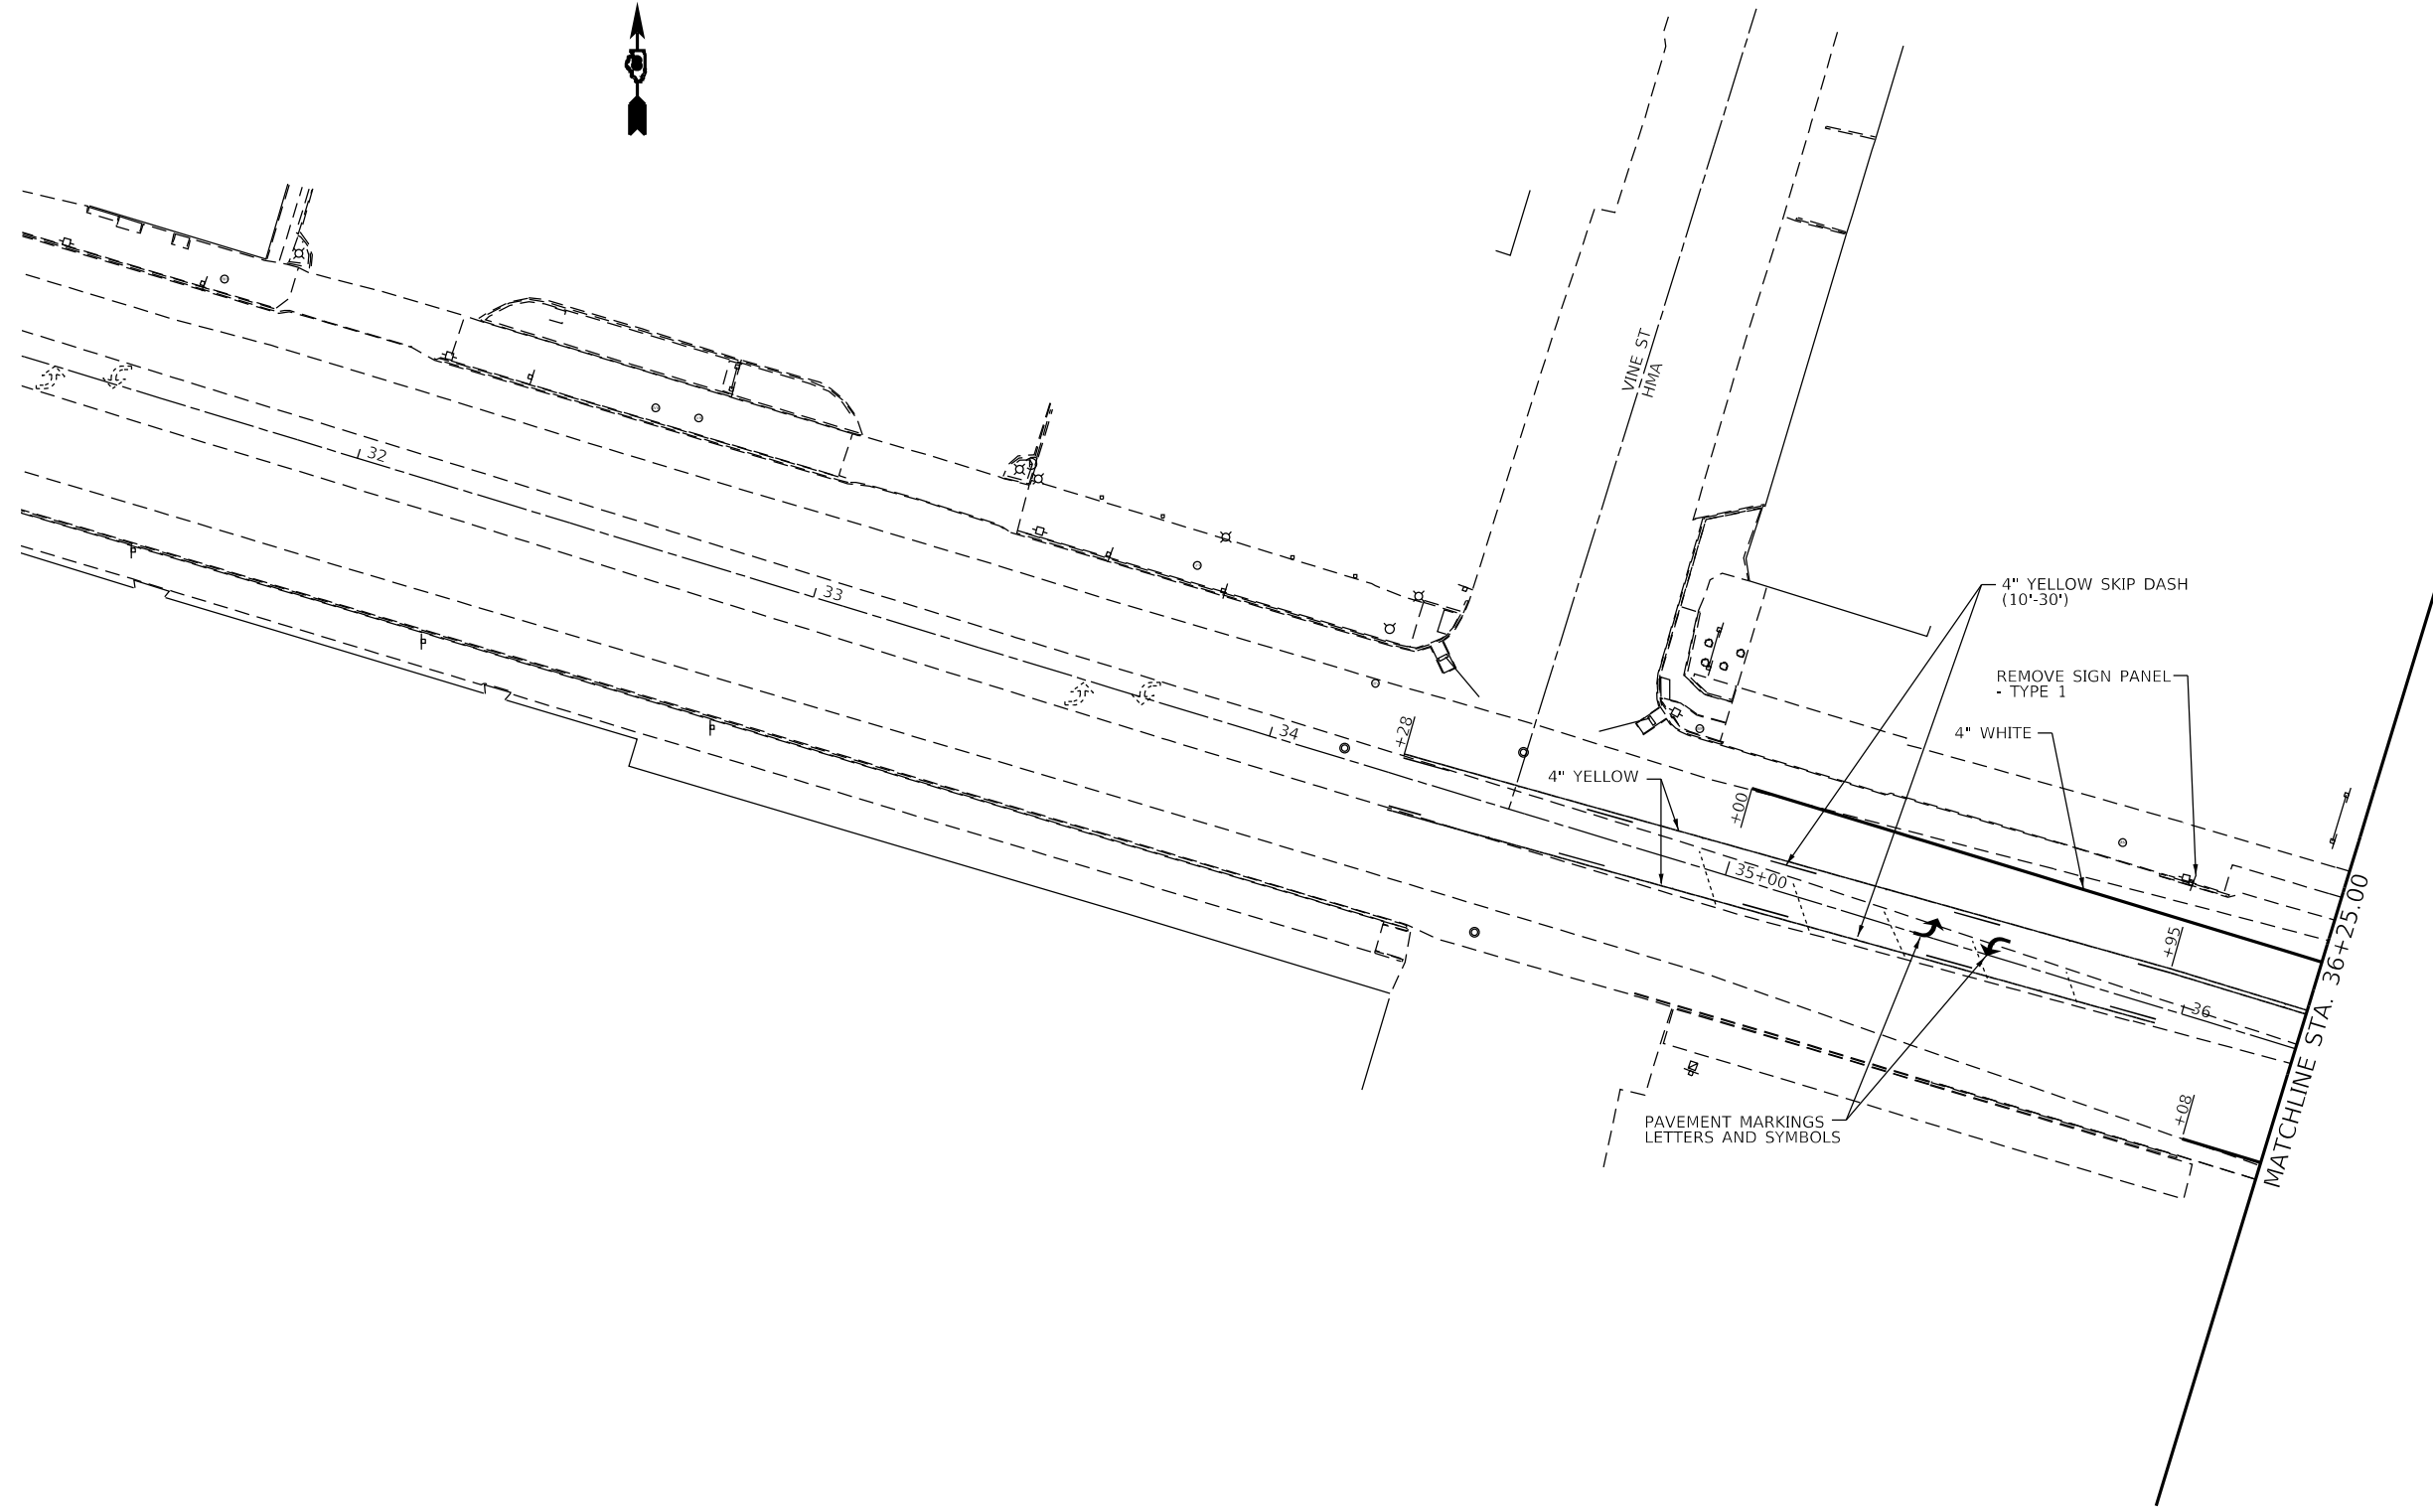 VINE ST
HMA
32
33
34
+28
4" YELLOW SKIP DASH
(10'-30')
REMOVE SIGN PANEL
- TYPE 1
4" WHITE
4" YELLOW
+00
35+00
+95
36
+08
PAVEMENT MARKINGS
LETTERS AND SYMBOLS
MATCHLINE STA. 36+25.00